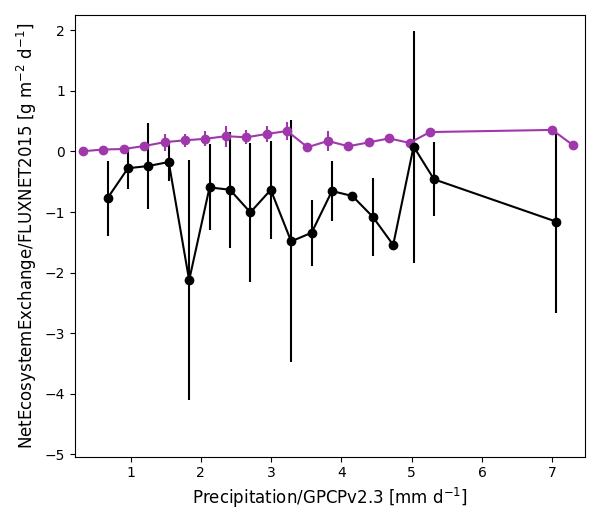 NetEcosystemExchange/FLUXNET2015 [g m⁻² d⁻¹]
2
1
0
−1
−2
−3
−4
−5
1 2 3 4 5 6 7
Precipitation/GPCPv2.3 [mm d⁻¹]